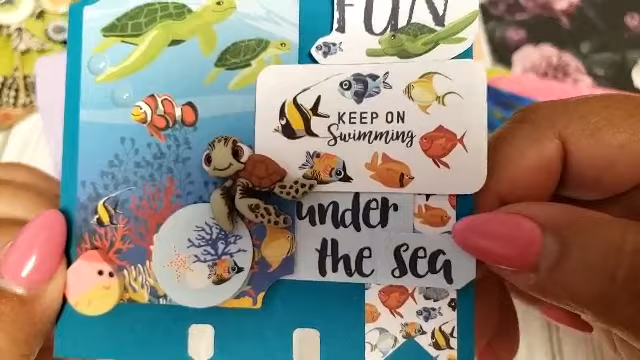 FUN
KEEP ON
Swimming
under
the sea